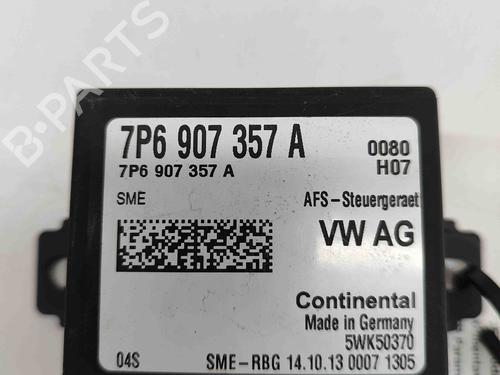 B-PARTS
7P6 907 357 A
0080
7P6 907 357 A
H07
SME
AFS-Steuergeraet
VW AG
Continental
Made in Germany
5WK50370
04S
SME-RBG 14.10.13 0007 1305